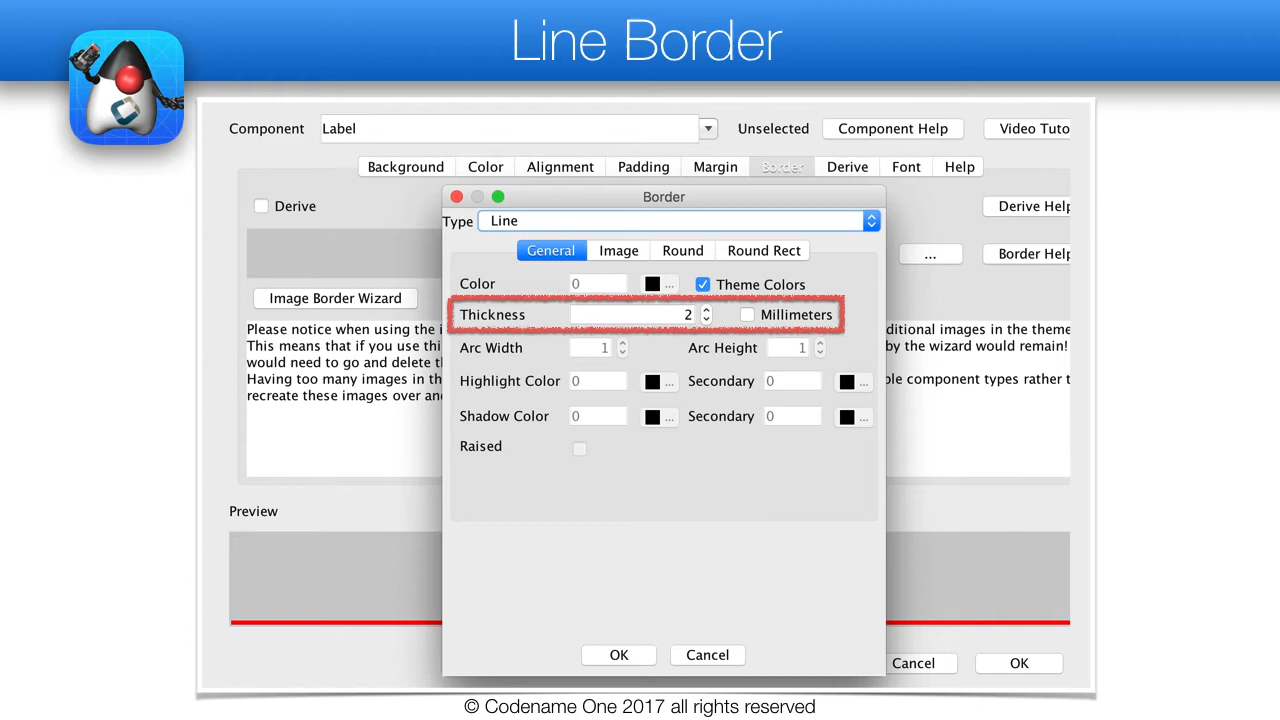 Line Border
Component Label Unselected Component Help Video Tuto
Background Color Alignment Padding Margin Border Derive Font Help
Border
Derive Derive Help
Type Line
General Image Round Round Rect
... Border Help
Color 0 ... Theme Colors
Image Border Wizard
Thickness 2 Millimeters
Please notice when using the i ditional images in the theme
This means that if you use thi by the wizard would remain!
Arc Width 1 Arc Height 1
would need to go and delete t
Having too many images in th ple component types rather t
Highlight Color 0 ... Secondary 0 ...
recreate these images over an
Shadow Color 0 ... Secondary 0 ...
Raised
Preview
OK Cancel
Cancel OK
© Codename One 2017 all rights reserved